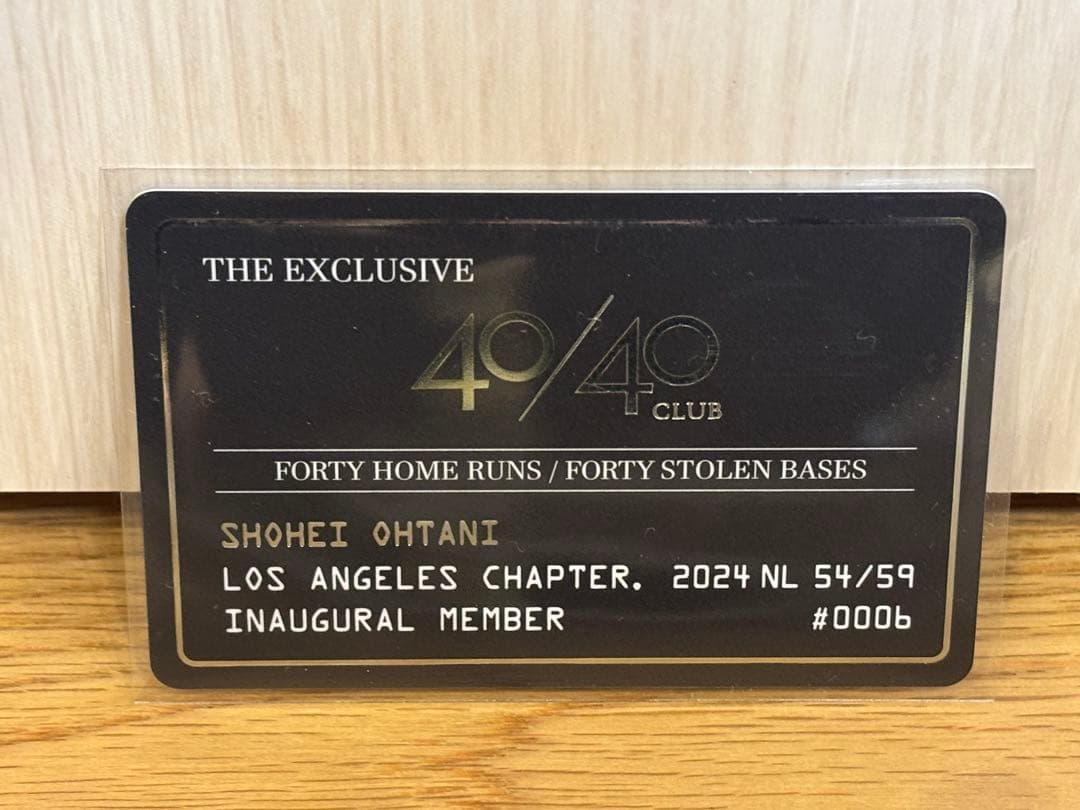 THE EXCLUSIVE
40/40
CLUB
FORTY HOME RUNS / FORTY STOLEN BASES
SHOHEI OHTANI
LOS ANGELES CHAPTER. 2024 NL 54/59
INAUGURAL MEMBER #0006